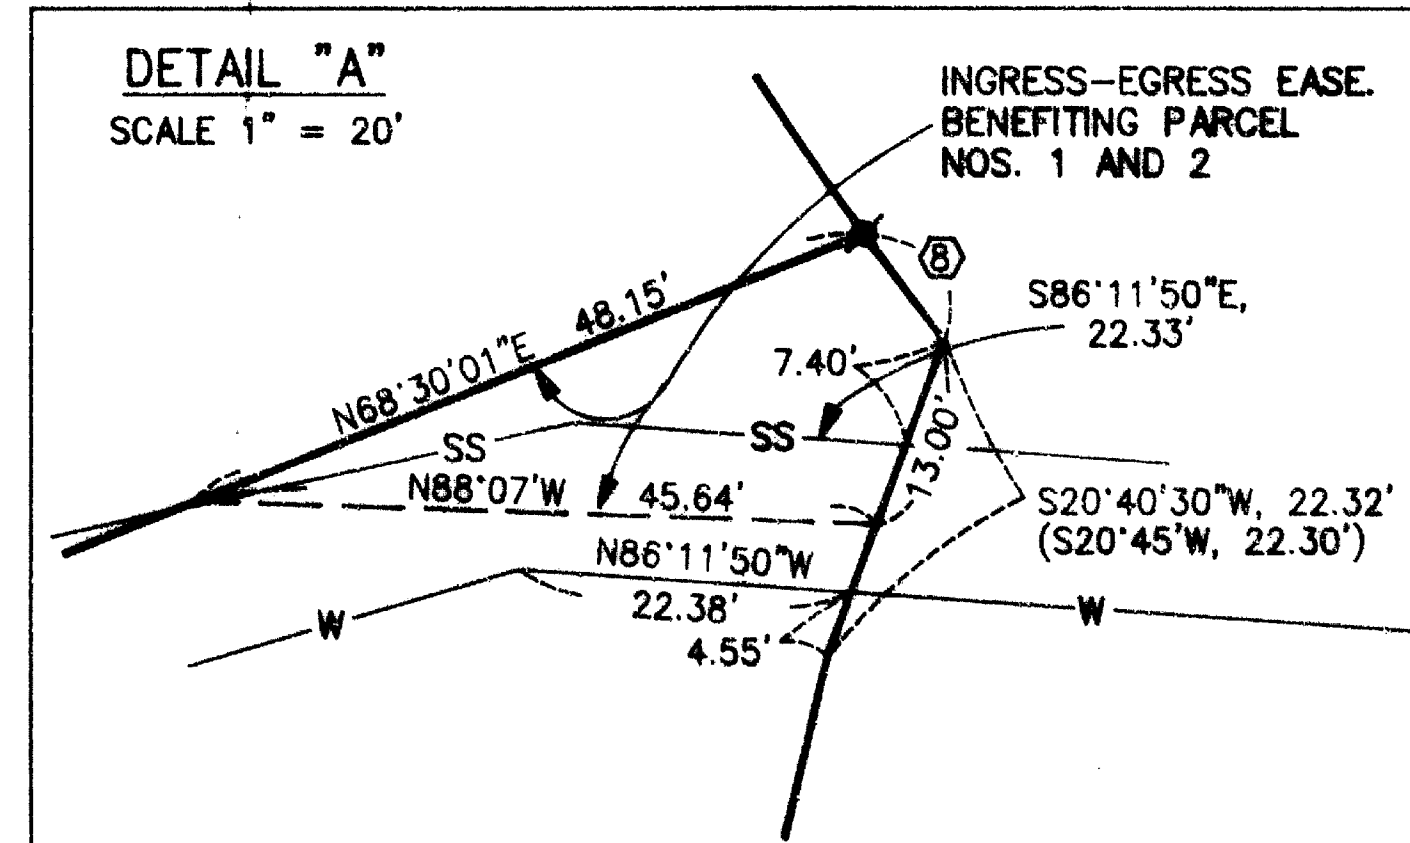 DETAIL "A"
SCALE 1" = 20'
INGRESS-EGRESS EASE.
BENEFITING PARCEL
NOS. 1 AND 2
8
S86°11'50"E,
22.33'
48.15'
N68°30'01"E
7.40'
13.00'
SS
SS
N88°07'W 45.64'
S20°40'30"W, 22.32'
(S20°45'W, 22.30')
N86°11'50"W
22.38'
W
W
4.55'